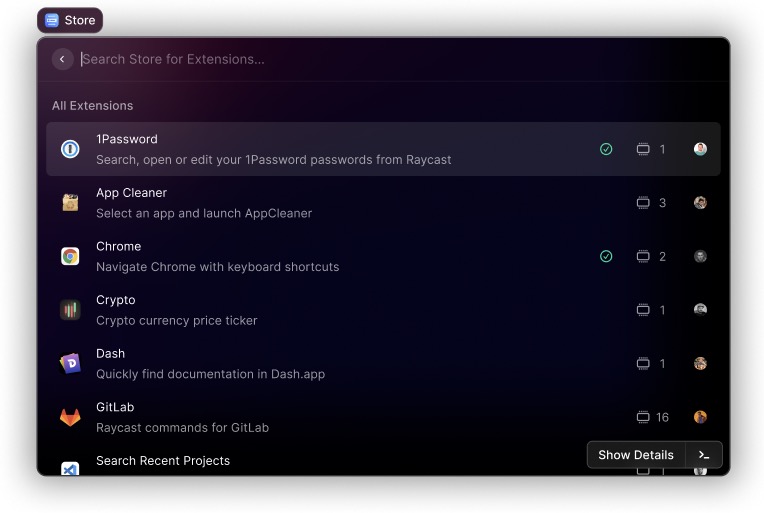 Store
Search Store for Extensions...
All Extensions
1Password
Search, open or edit your 1Password passwords from Raycast
1
App Cleaner
Select an app and launch AppCleaner
3
Chrome
Navigate Chrome with keyboard shortcuts
2
Crypto
Crypto currency price ticker
1
Dash
Quickly find documentation in Dash.app
1
GitLab
Raycast commands for GitLab
16
Search Recent Projects
Show Details